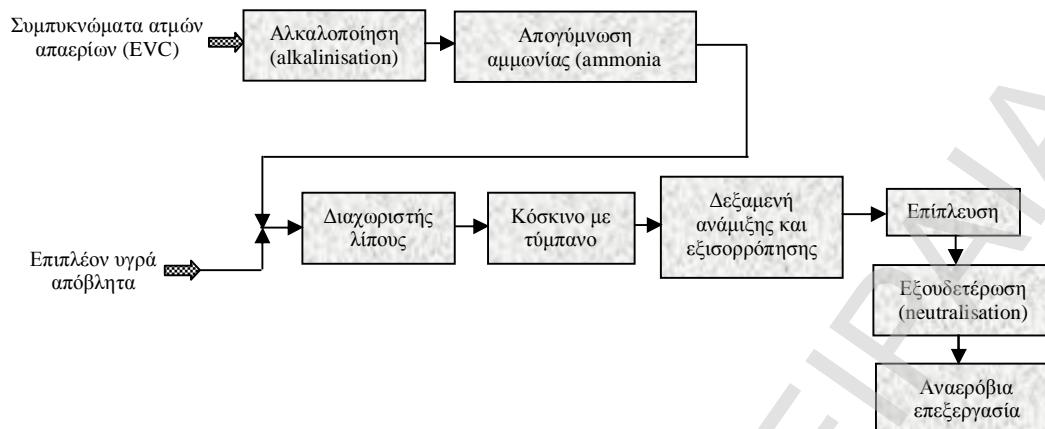 Συμπυκνώματα ατμών
απαερίων (EVC)
Αλκαλοποίηση
(alkalinisation)
Απογύμνωση
αμμωνίας (ammonia
Διαχωριστής
λίπους
Κόσκινο με
τύμπανο
Δεξαμενή
ανάμιξης και
εξισορρόπησης
Επίπλευση
Επιπλέον υγρά
απόβλητα
Εξουδετέρωση
(neutralisation)
Αναερόβια
επεξεργασία